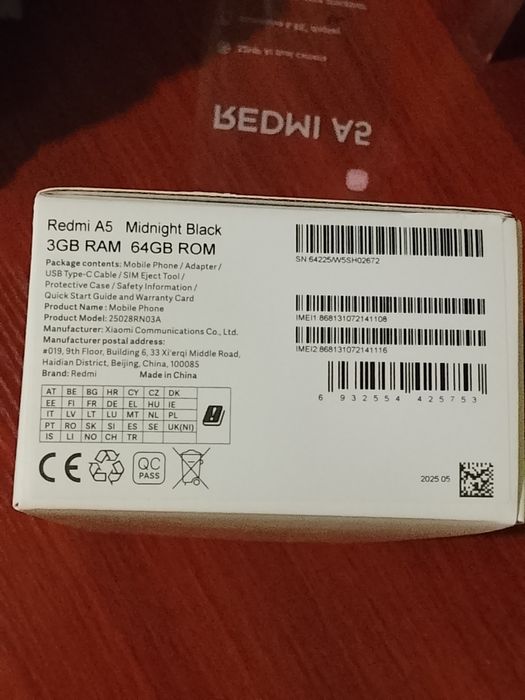 REDMI A5
Redmi A5 Midnight Black
3GB RAM 64GB ROM
Package contents: Mobile Phone / Adapter /
USB Type-C Cable / SIM Eject Tool /
Protective Case / Safety Information /
Quick Start Guide and Warranty Card
Product Name: Mobile Phone
Product Model: 25028RN03A
Manufacturer: Xiaomi Communications Co., Ltd.
Manufacturer postal address:
#019, 9th Floor, Building 6, 33 Xi'erqi Middle Road,
Haidian District, Beijing, China, 100085
Brand: Redmi Made in China
AT BE BG HR CY CZ DK
EE FI FR DE EL HU IE
IT LV LT LU MT NL PL
PT RO SK SI ES SE UK(NI)
IS LI NO CH TR
CE
QC
PASS
SN:64225/W5SH02672
IMEI1:868131072141108
IMEI2:868131072141116
6 932554 425753
2025.05